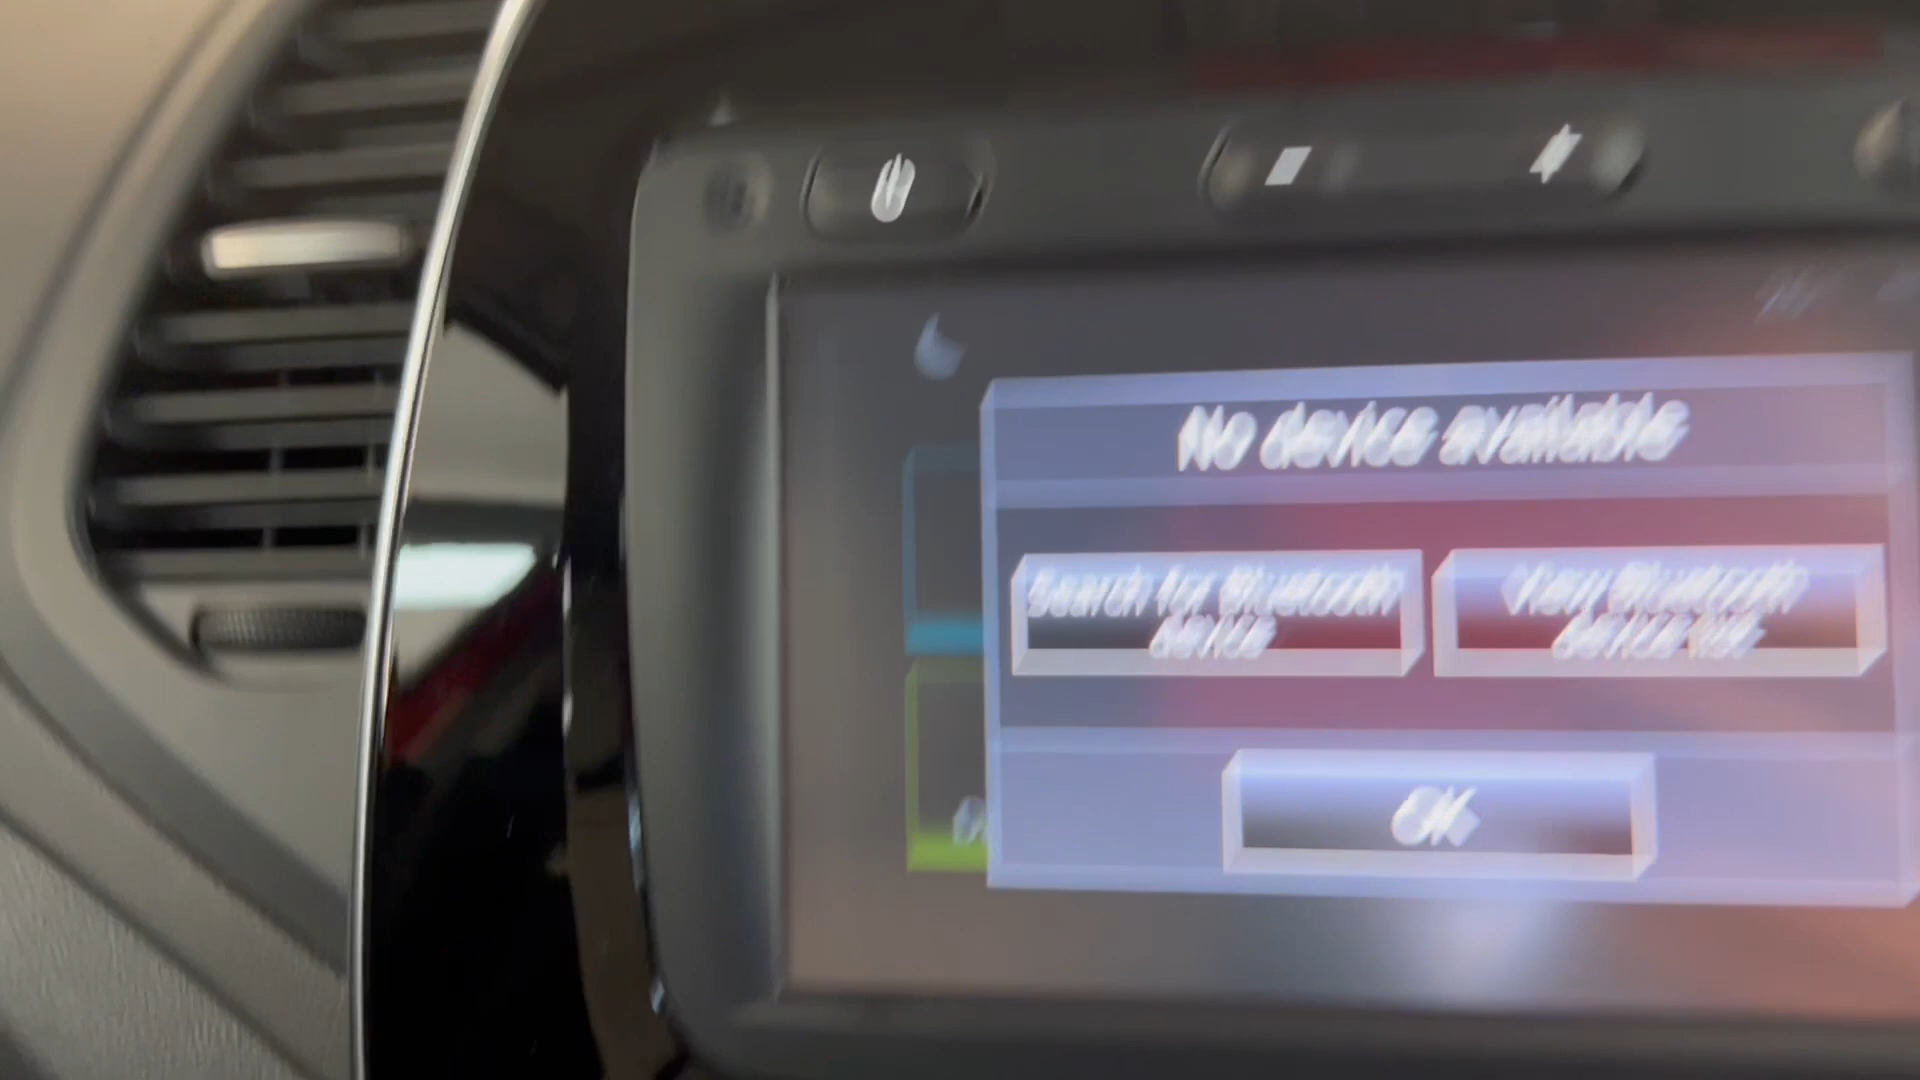 No device available
Search for Bluetooth
device
View Bluetooth
device list
OK